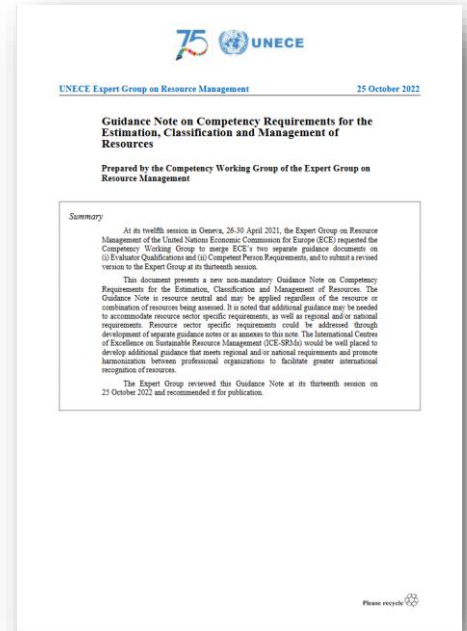 75 UNECE
UNECE Expert Group on Resource Management 25 October 2022
Guidance Note on Competency Requirements for the
Estimation, Classification and Management of
Resources
Prepared by the Competency Working Group of the Expert Group on
Resource Management
Summary
At its twelfth session in Geneva, 26-30 April 2021, the Expert Group on Resource
Management of the United Nations Economic Commission for Europe (ECE) requested the
Competency Working Group to merge ECE's two separate guidance documents on
(i) Evaluator Qualifications and (ii) Competent Person Requirements, and to submit a revised
version to the Expert Group at its thirteenth session.
This document presents a new non-mandatory Guidance Note on Competency
Requirements for the Estimation, Classification and Management of Resources. The
Guidance Note is resource neutral and may be applied regardless of the resource or
combination of resources being assessed. It is noted that additional guidance may be needed
to accommodate resource sector specific requirements, as well as regional and/or national
requirements. Resource sector specific requirements could be addressed through
development of separate guidance notes or as annexes to this note. The International Centres
of Excellence on Sustainable Resource Management (ICE-SRMs) would be well placed to
develop additional guidance that meets regional and/or national requirements and promote
harmonization between professional organizations to facilitate greater international
recognition of resources.
The Expert Group reviewed this Guidance Note at its thirteenth session on
25 October 2022 and recommended it for publication.
Please recycle